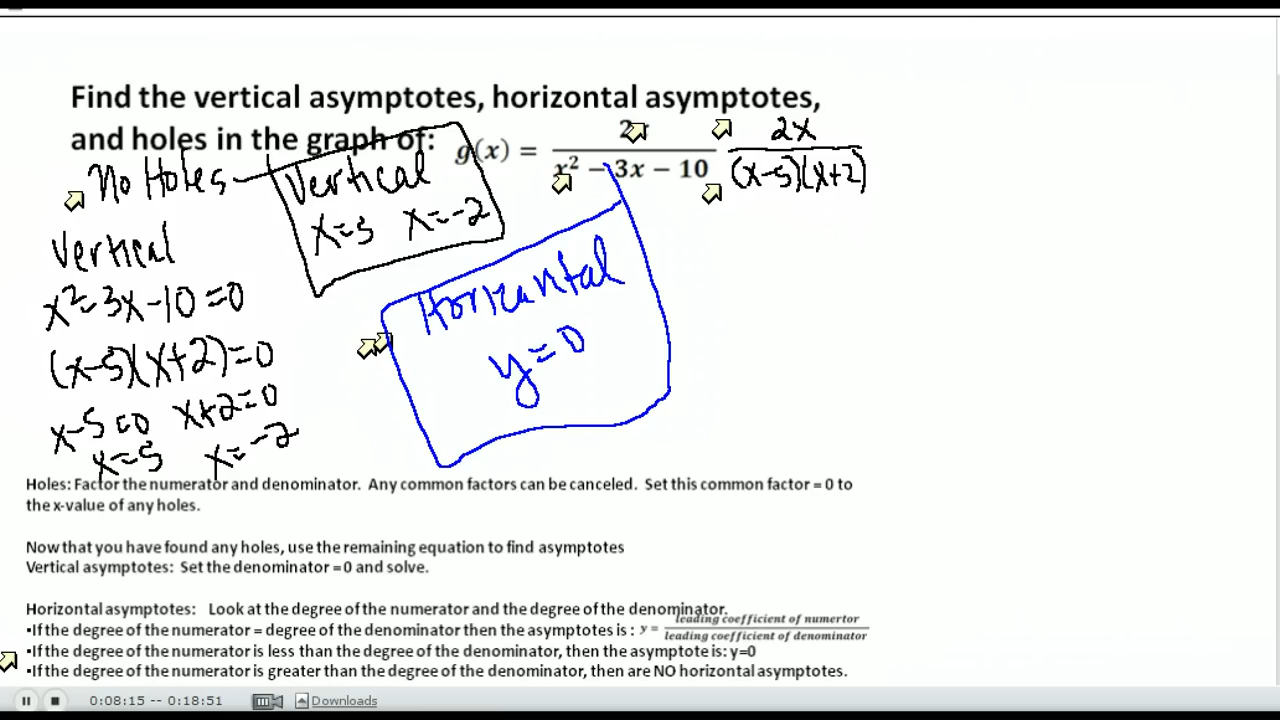 Find the vertical asymptotes, horizontal asymptotes,
and holes in the graph of: g(x) = 2x / x² − 3x − 10
2x / (x-5)(x+2)
No Holes
Vertical
x=5 x=-2
Vertical
x²-3x-10=0
(x-5)(x+2)=0
x-5=0 x+2=0
x=5 x=-2
Horizontal
y=0
Holes: Factor the numerator and denominator. Any common factors can be canceled. Set this common factor = 0 to
the x-value of any holes.
Now that you have found any holes, use the remaining equation to find asymptotes
Vertical asymptotes: Set the denominator =0 and solve.
Horizontal asymptotes: Look at the degree of the numerator and the degree of the denominator.
▪If the degree of the numerator = degree of the denominator then the asymptotes is : y = leading coefficient of numertor / leading coefficient of denominator
▪If the degree of the numerator is less than the degree of the denominator, then the asymptote is: y=0
▪If the degree of the numerator is greater than the degree of the denominator, then are NO horizontal asymptotes.
0:08:15 -- 0:18:51 Downloads